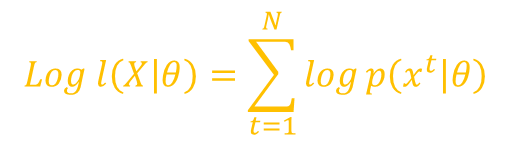 Log l(X|θ) = ∑_{t=1}^{N} log p(x^t|θ)